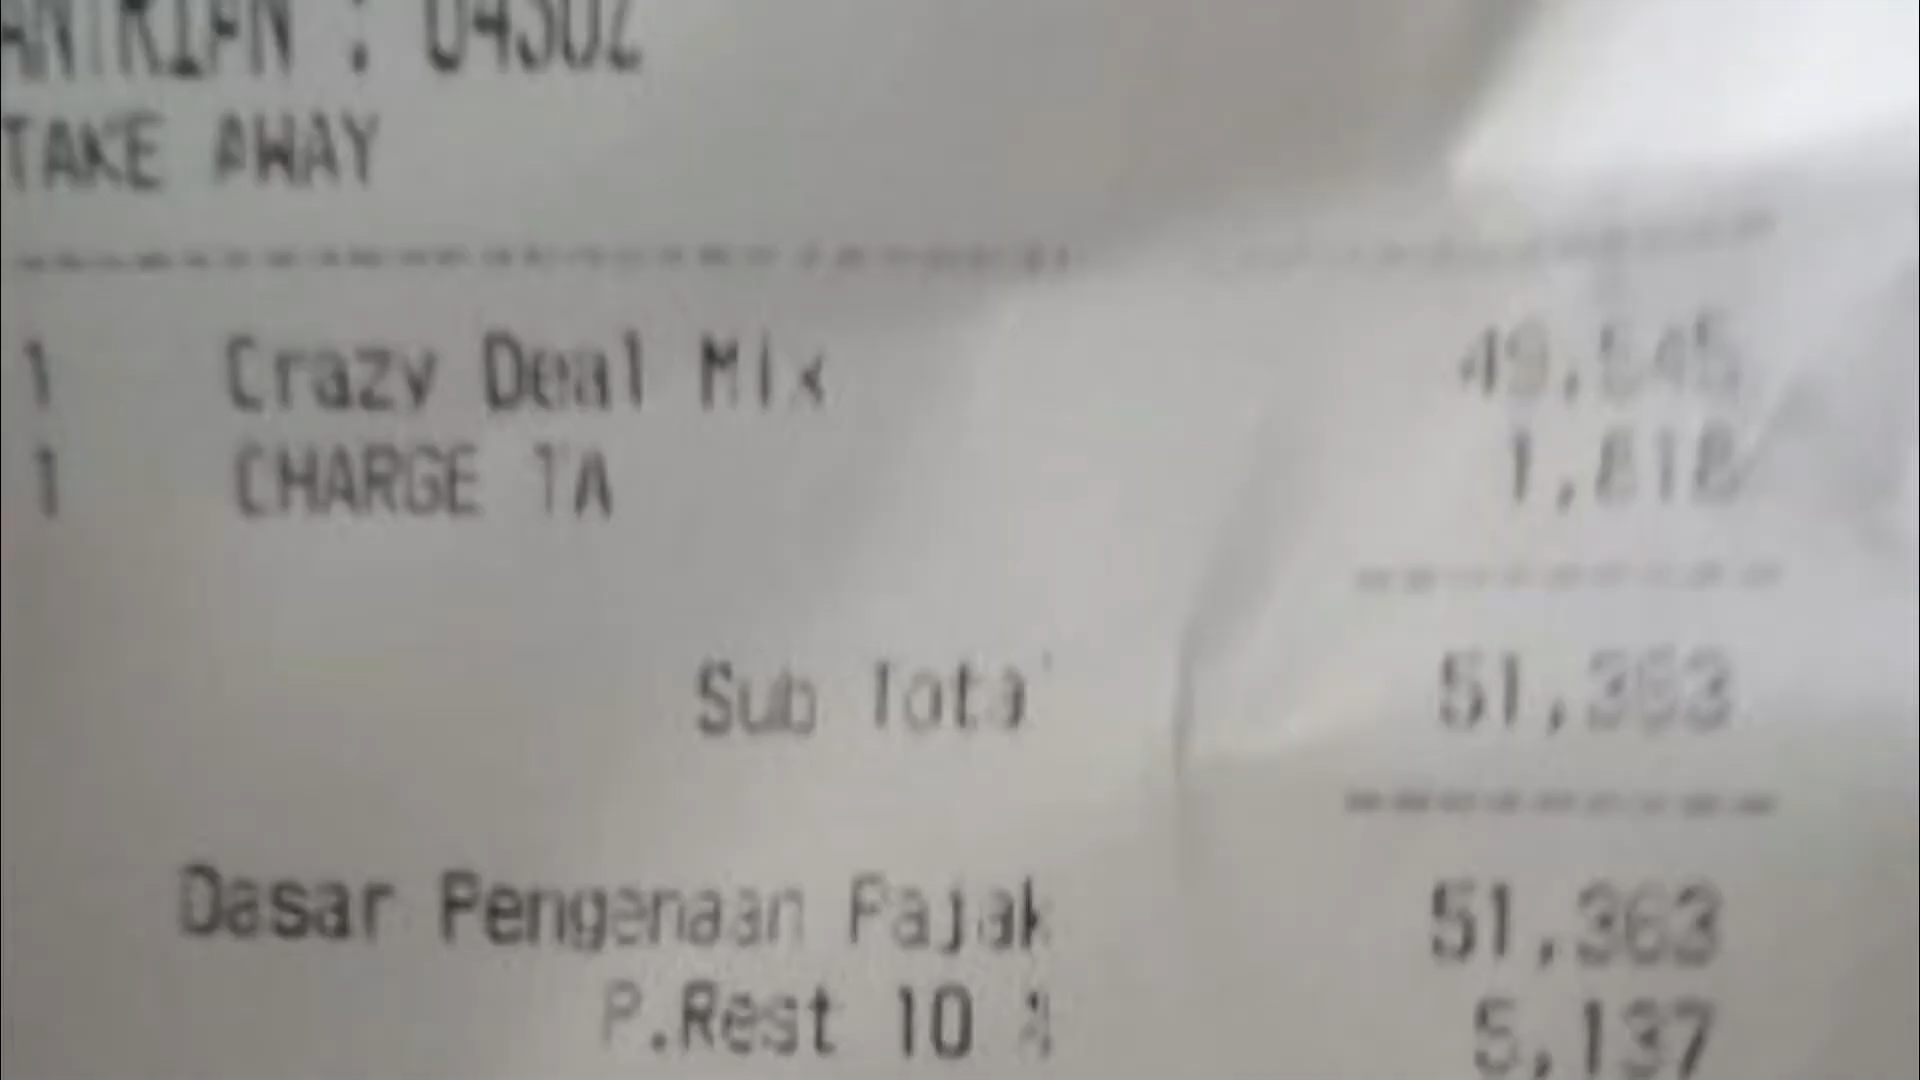 ANTRIAN : 04302
TAKE AWAY
1 Crazy Deal Mix 49,545
1 CHARGE TA 1,818
Sub Total 51,363
Dasar Pengenaan Pajak 51,363
P.Rest 10 % 5,137